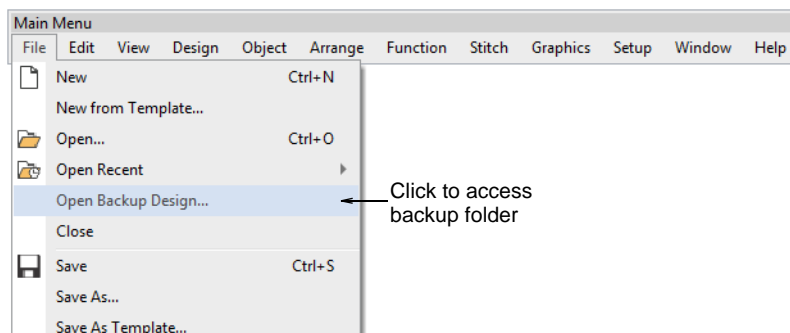 Main Menu
File Edit View Design Object Arrange Function Stitch Graphics Setup Window Help
New Ctrl+N
New from Template...
Open... Ctrl+O
Open Recent
Open Backup Design...
Click to access
backup folder
Close
Save Ctrl+S
Save As...
Save As Template...